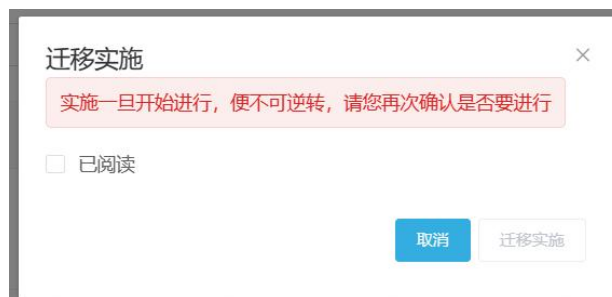 迁移实施
实施一旦开始进行，便不可逆转，请您再次确认是否要进行
已阅读
取消
迁移实施